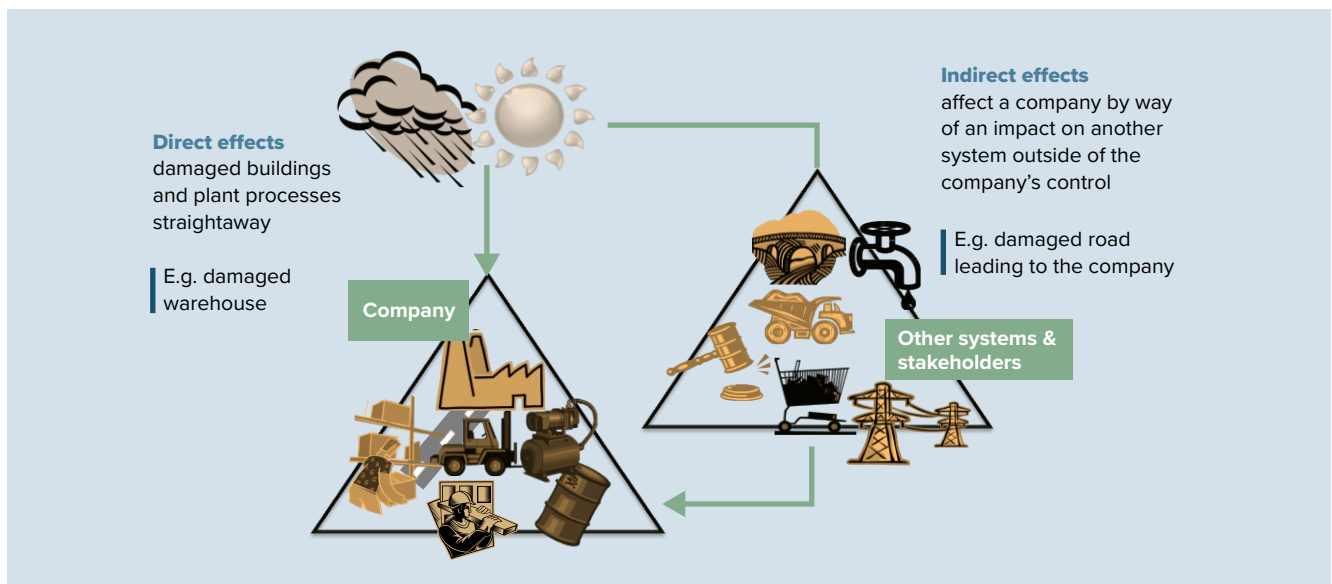 Direct effects
damaged buildings
and plant processes
straightaway
E.g. damaged
warehouse
Company
Indirect effects
affect a company by way
of an impact on another
system outside of the
company’s control
E.g. damaged road
leading to the company
Other systems &
stakeholders